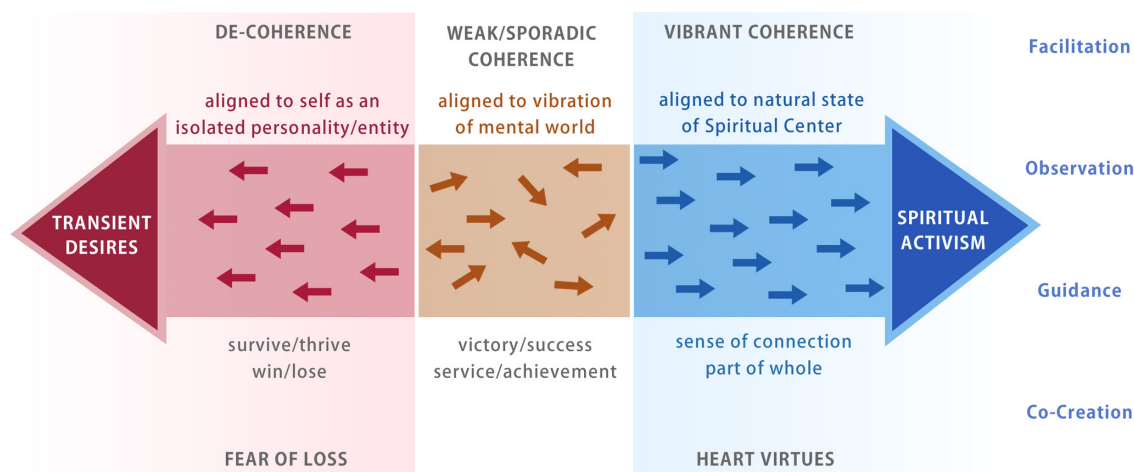 DE-COHERENCE
aligned to self as an
isolated personality/entity
TRANSIENT
DESIRES
survive/thrive
win/lose
FEAR OF LOSS
WEAK/SPORADIC
COHERENCE
aligned to vibration
of mental world
victory/success
service/achievement
VIBRANT COHERENCE
aligned to natural state
of Spiritual Center
SPIRITUAL
ACTIVISM
sense of connection
part of whole
HEART VIRTUES
Facilitation
Observation
Guidance
Co-Creation